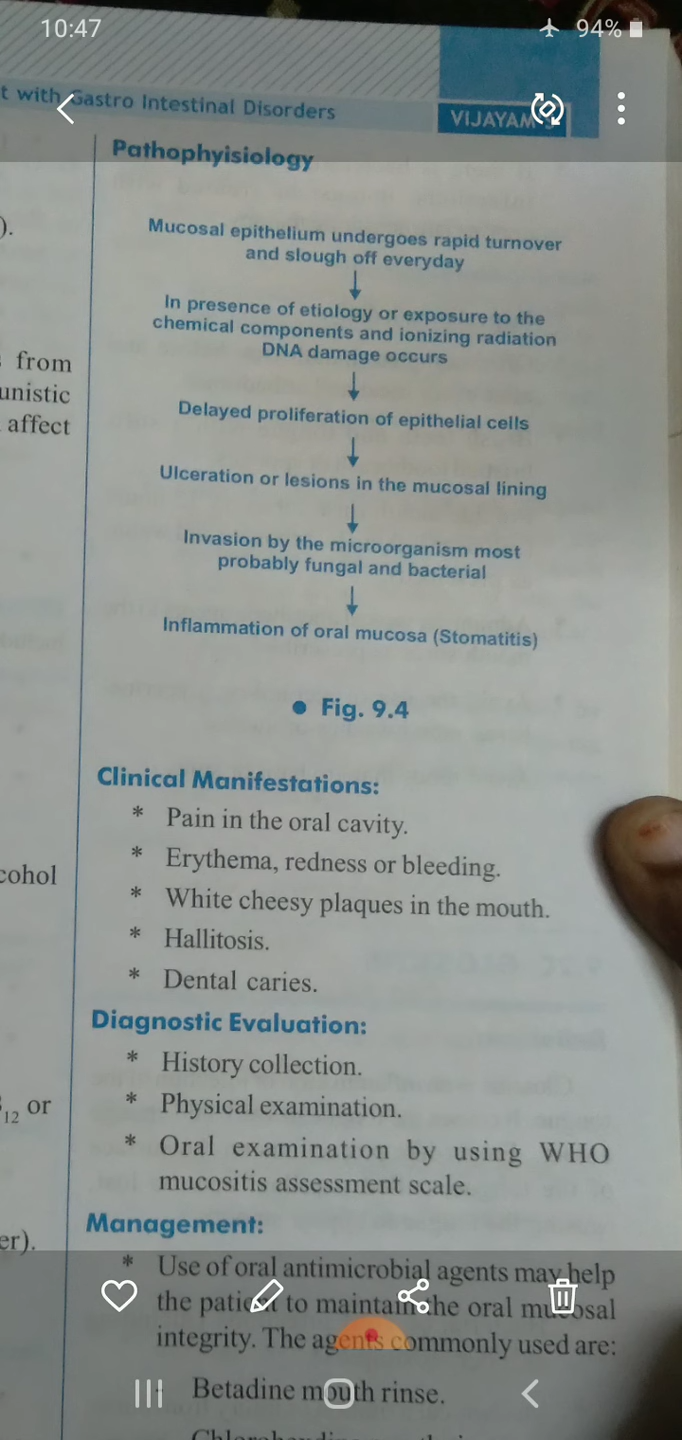 10:47
94%
t with Gastro Intestinal Disorders
VIJAYAM
Pathophyisiology
).
Mucosal epithelium undergoes rapid turnover
and slough off everyday
In presence of etiology or exposure to the
chemical components and ionizing radiation
DNA damage occurs
from
unistic
affect
Delayed proliferation of epithelial cells
Ulceration or lesions in the mucosal lining
Invasion by the microorganism most
probably fungal and bacterial
Inflammation of oral mucosa (Stomatitis)
● Fig. 9.4
Clinical Manifestations:
* Pain in the oral cavity.
* Erythema, redness or bleeding.
cohol
* White cheesy plaques in the mouth.
* Hallitosis.
* Dental caries.
Diagnostic Evaluation:
* History collection.
12 or
* Physical examination.
* Oral examination by using WHO
mucositis assessment scale.
Management:
er).
* Use of oral antimicrobial agents may help
the patient to maintain the oral mucosal
integrity. The agents commonly used are:
Betadine mouth rinse.